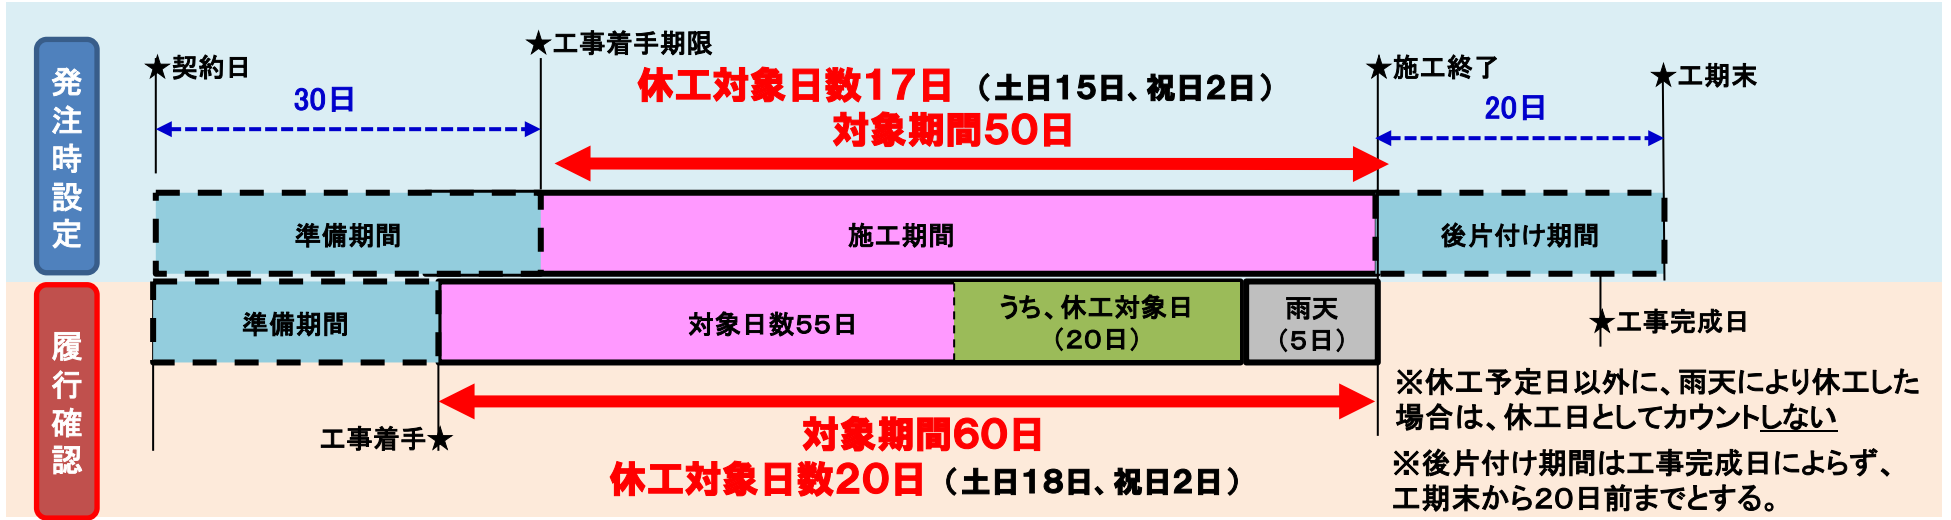 発注時設定
★契約日
30日
★工事着手期限
休工対象日数17日（土日15日、祝日2日）
対象期間50日
★施工終了
20日
★工期末
準備期間
施工期間
後片付け期間
履行確認
準備期間
対象日数55日
うち、休工対象日
（20日）
雨天
（5日）
★工事完成日
工事着手★
対象期間60日
休工対象日数20日（土日18日、祝日2日）
※休工予定日以外に、雨天により休工した
場合は、休工日としてカウントしない
※後片付け期間は工事完成日によらず、
工期末から20日前までとする。